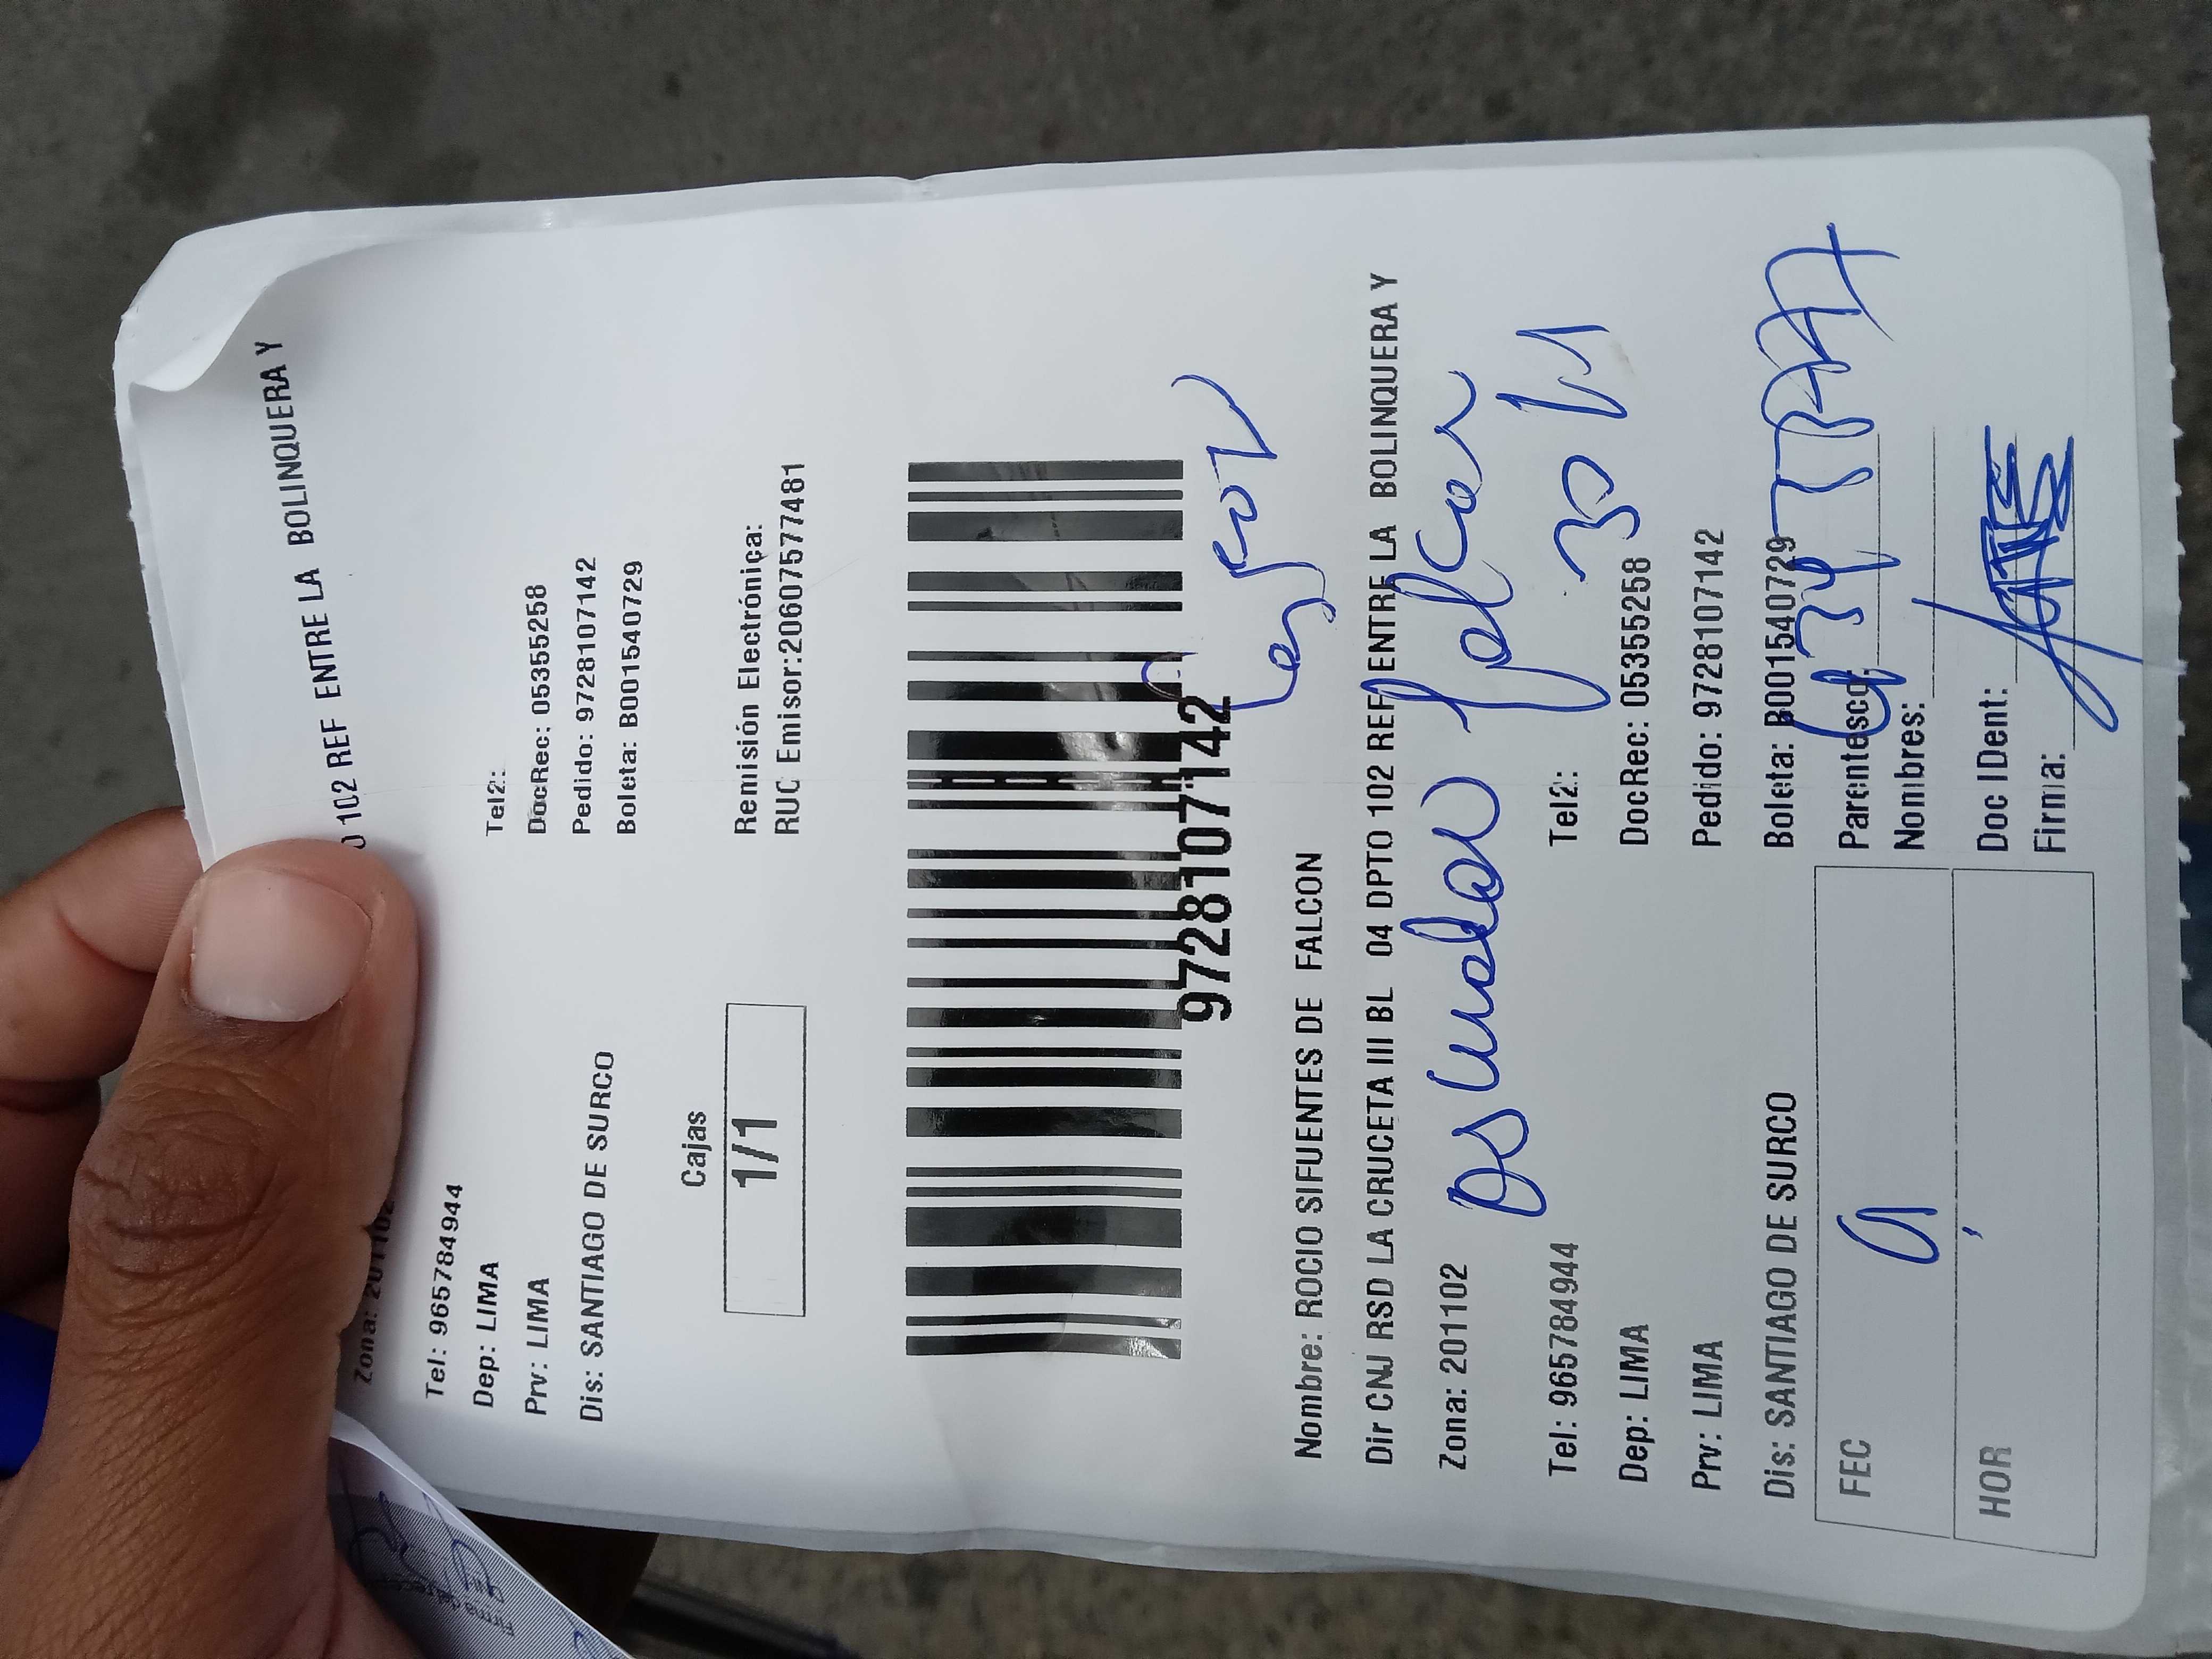 102 REF ENTRE LA BOLINQUERA Y
Zona: 201102
Tel: 965784944
Tel2:
Dep: LIMA
DocRec: 05355258
Prv: LIMA
Pedido: 9728107142
Dis: SANTIAGO DE SURCO
Boleta: B001540729
Cajas
1/1
Remisión Electrónica:
RUC Emisor:20607577481
9728107142
Nombre: ROCIO SIFUENTES DE FALCON
Dir CNJ RSD LA CRUCETA III BL 04 DPTO 102 REF ENTRE LA BOLINQUERA Y
Zona: 201102
Tel: 965784944
Tel2:
Dep: LIMA
DocRec: 05355258
Prv: LIMA
Pedido: 9728107142
Dis: SANTIAGO DE SURCO
Boleta: B001540729
FEC
Parentesco:
Nombres:
HOR
Doc IDent:
Firma: